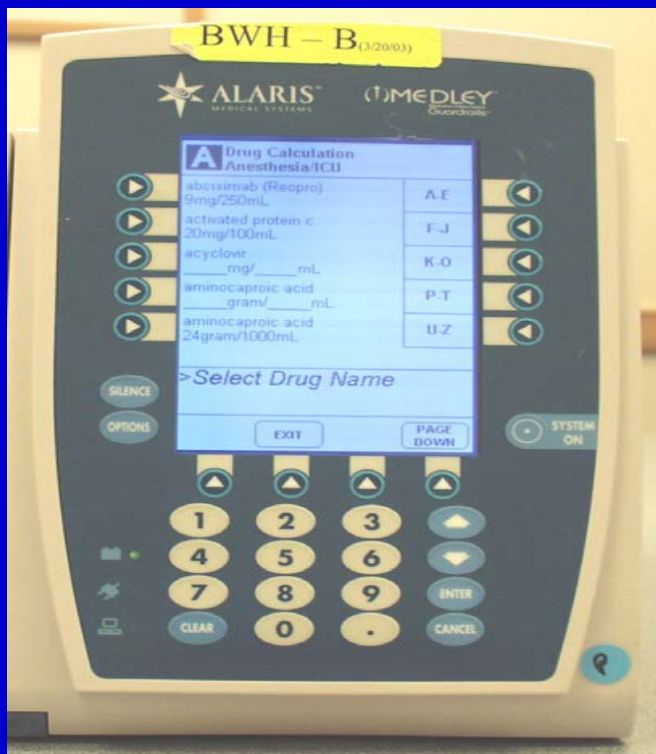 BWH – B(3/20/03)
ALARIS™
MEDICAL SYSTEMS
MEDLEY™
Guardrails
A Drug Calculation
Anesthesia/ICU
abciximab (Reopro)
9mg/250mL
A-E
activated protein c
20mg/100mL
F-J
acyclovir
_____mg/_____mL
K-O
aminocaproic acid
_____gram/_____mL
P-T
aminocaproic acid
24gram/1000mL
U-Z
>Select Drug Name
SILENCE
OPTIONS
EXIT
PAGE
DOWN
SYSTEM
ON
1 2 3
4 5 6
7 8 9 ENTER
CLEAR 0 . CANCEL